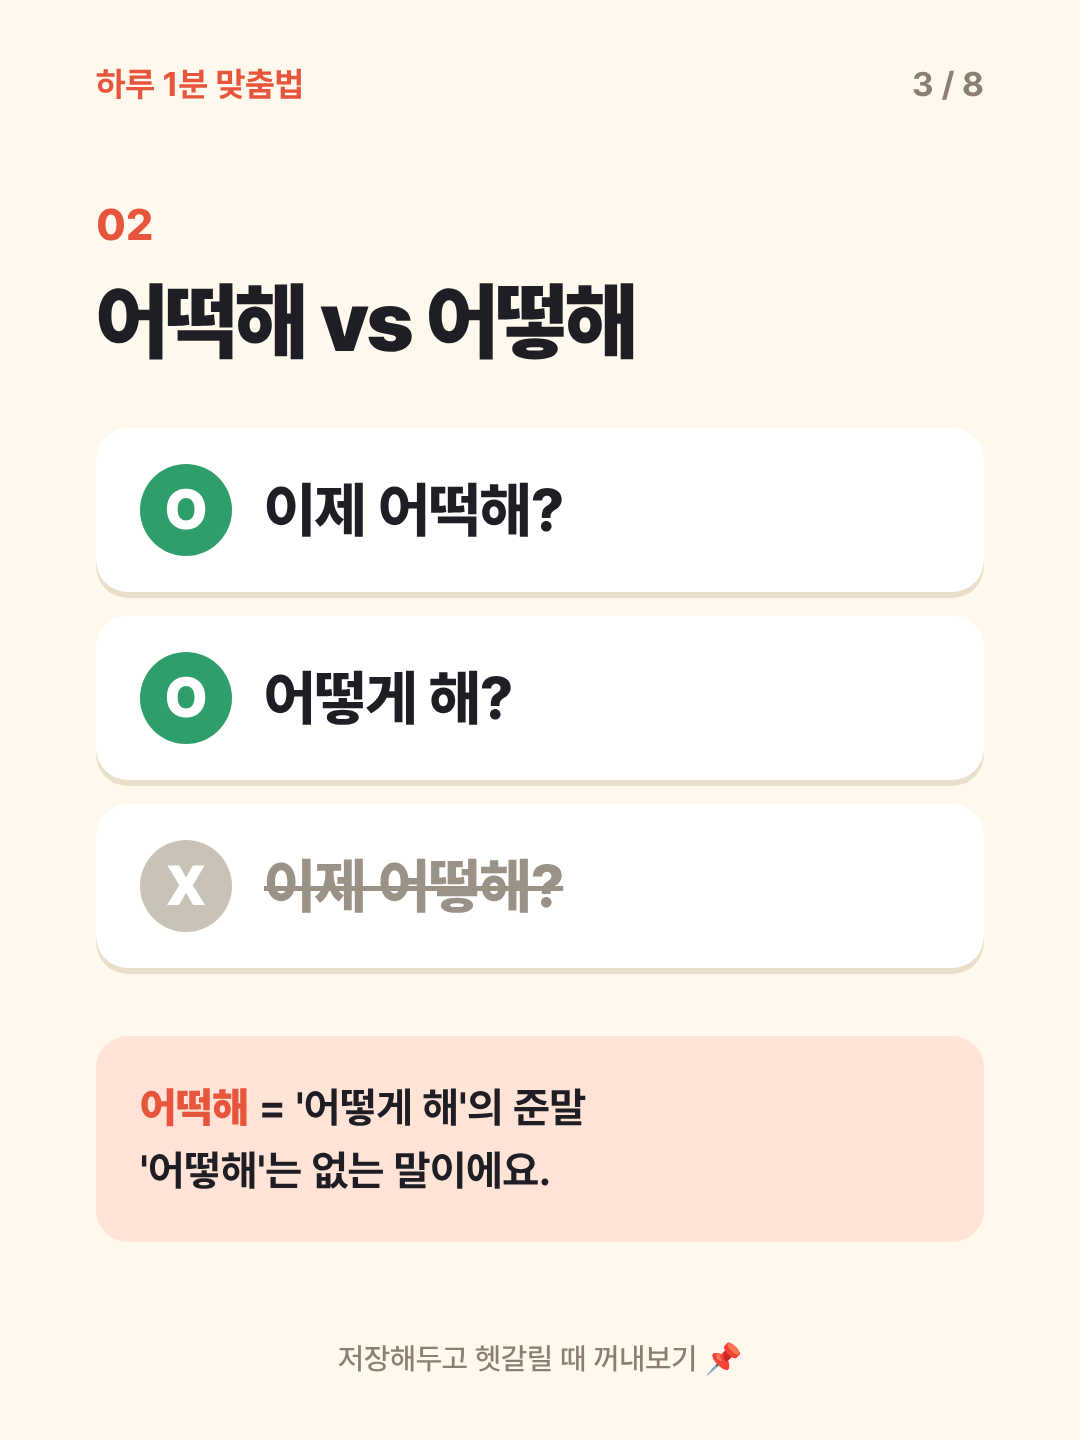 하루 1분 맞춤법
3 / 8
02
어떡해 vs 어떻해
O 이제 어떡해?
O 어떻게 해?
X 이제 어떻해?
어떡해 = '어떻게 해'의 준말
'어떻해'는 없는 말이에요.
저장해두고 헷갈릴 때 꺼내보기 📌